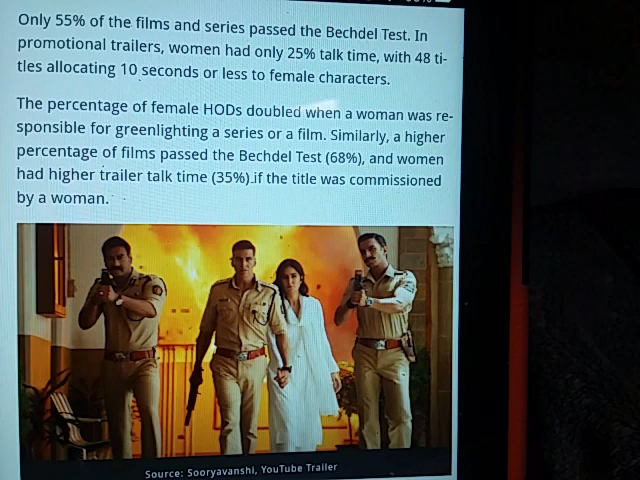 Only 55% of the films and series passed the Bechdel Test. In
promotional trailers, women had only 25% talk time, with 48 ti-
tles allocating 10 seconds or less to female characters.
The percentage of female HODs doubled when a woman was re-
sponsible for greenlighting a series or a film. Similarly, a higher
percentage of films passed the Bechdel Test (68%), and women
had higher trailer talk time (35%) if the title was commissioned
by a woman.
Source: Sooryavanshi, YouTube Trailer